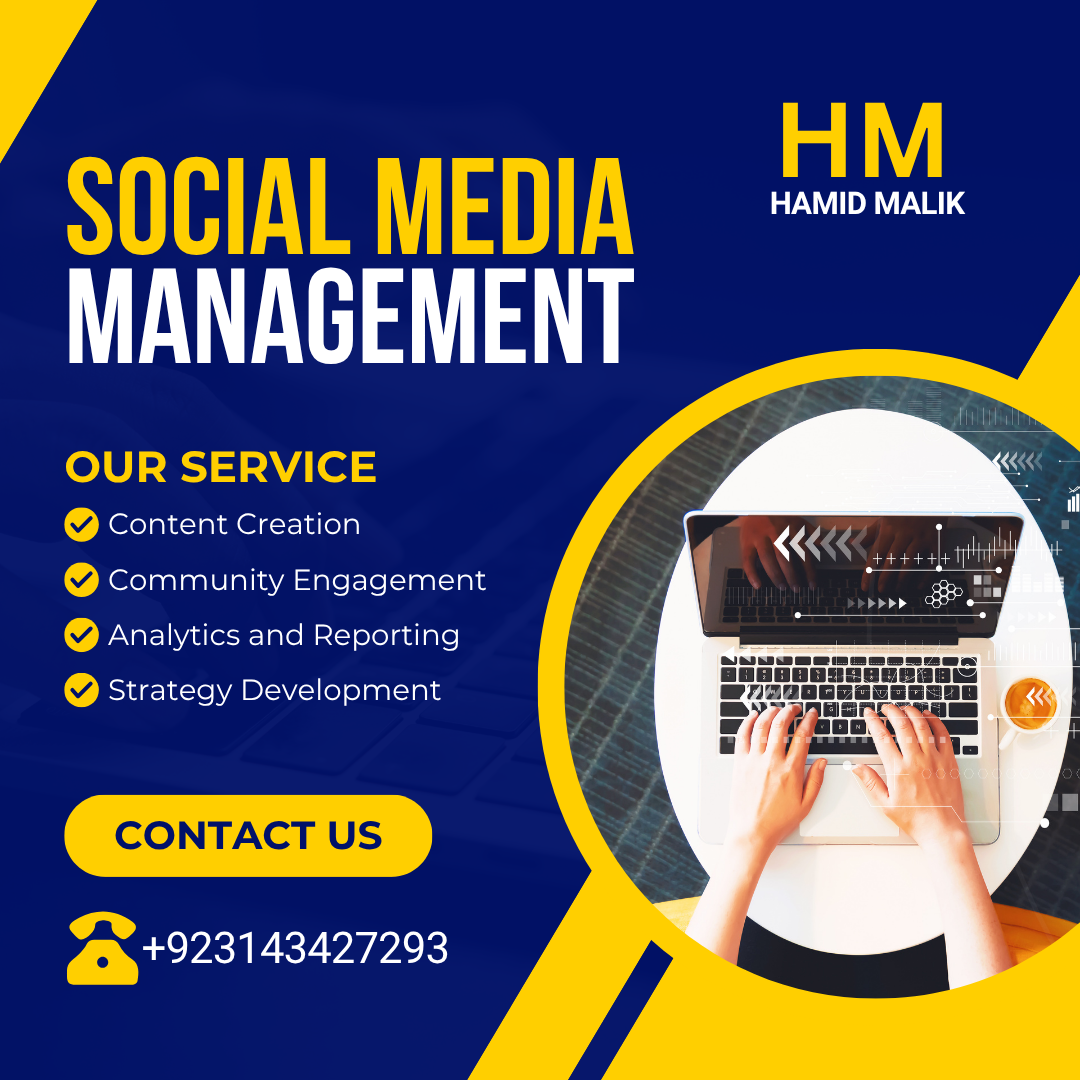 HM
HAMID MALIK
SOCIAL MEDIA
MANAGEMENT
OUR SERVICE
Content Creation
Community Engagement
Analytics and Reporting
Strategy Development
CONTACT US
+923143427293